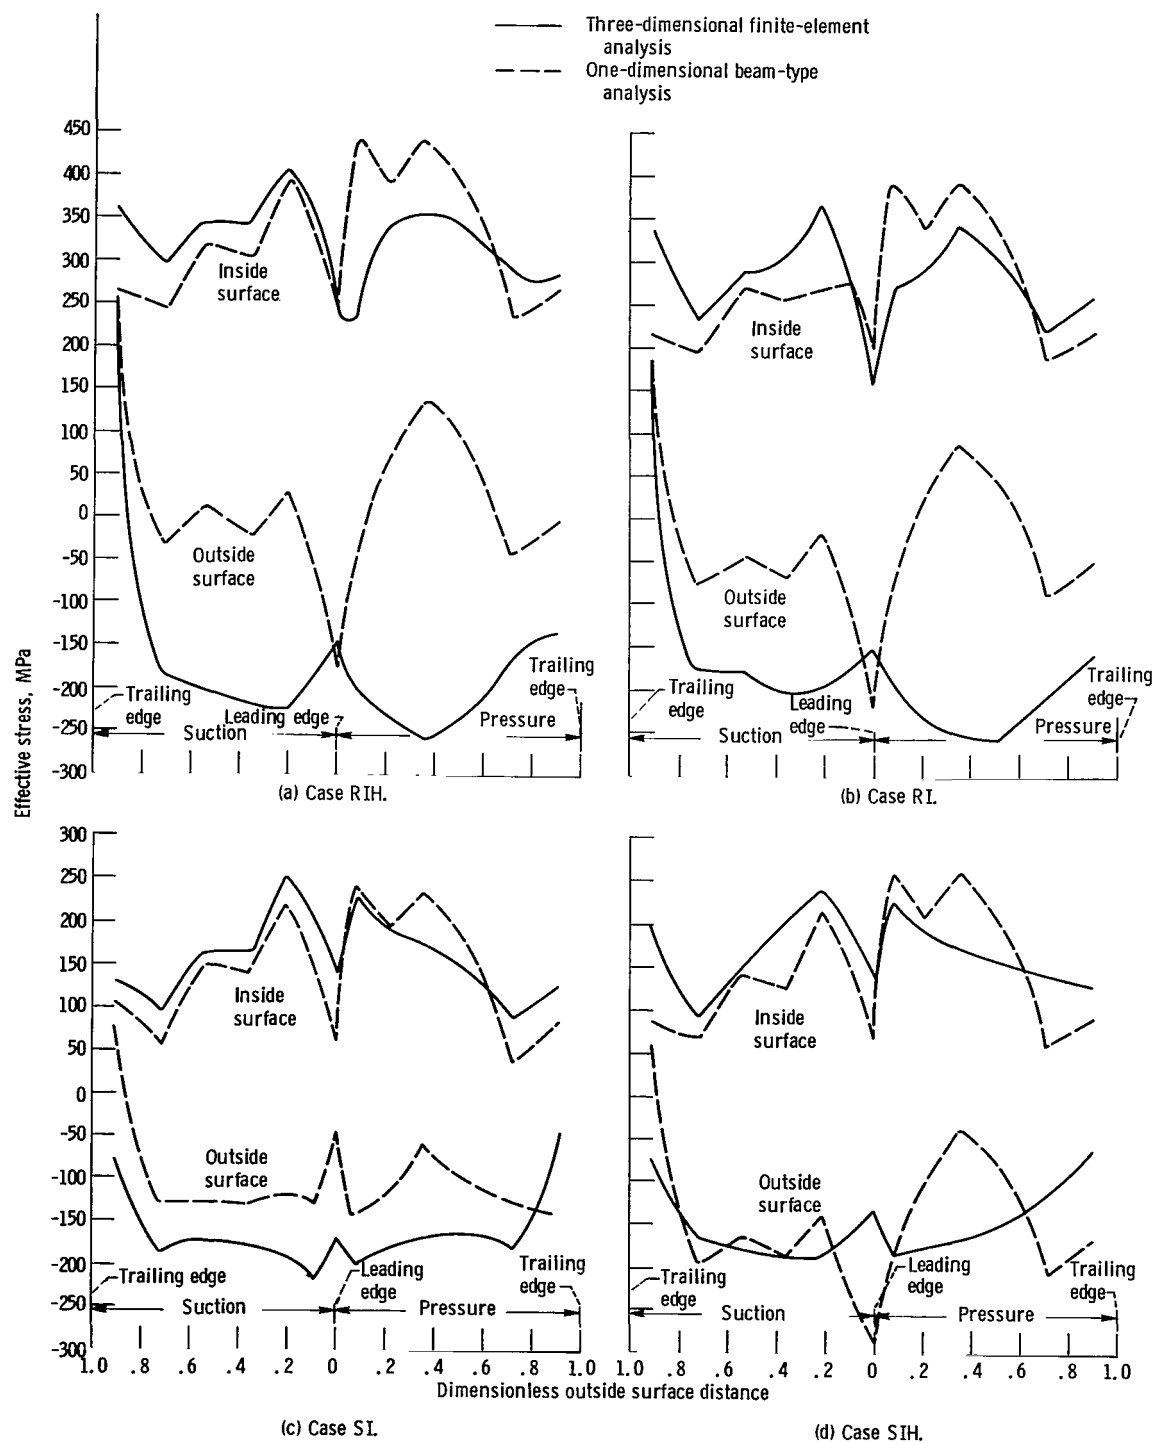 Three-dimensional finite-element
analysis
One-dimensional beam-type
analysis
Effective stress, MPa
450
400
350
300
250
200
150
100
50
0
-50
-100
-150
-200
-250
-300
Inside
surface
Outside
surface
Trailing
edge
Leading edge
Trailing
edge
Suction
Pressure
(a) Case RIH.
Inside
surface
Outside
surface
Trailing
edge
Leading
edge
Trailing
edge
Suction
Pressure
(b) Case RI.
300
250
200
150
100
50
0
-50
-100
-150
-200
-250
-300
Inside
surface
Outside
surface
Trailing edge
Leading
edge
Trailing
edge
Suction
Pressure
1.0 .8 .6 .4 .2 0 .2 .4 .6 .8 1.0
Inside
surface
Outside
surface
Trailing
edge
Leading
edge
Trailing
edge
Suction
Pressure
1.0 .8 .6 .4 .2 0 .2 .4 .6 .8 1.0
Dimensionless outside surface distance
(c) Case SI.
(d) Case SIH.